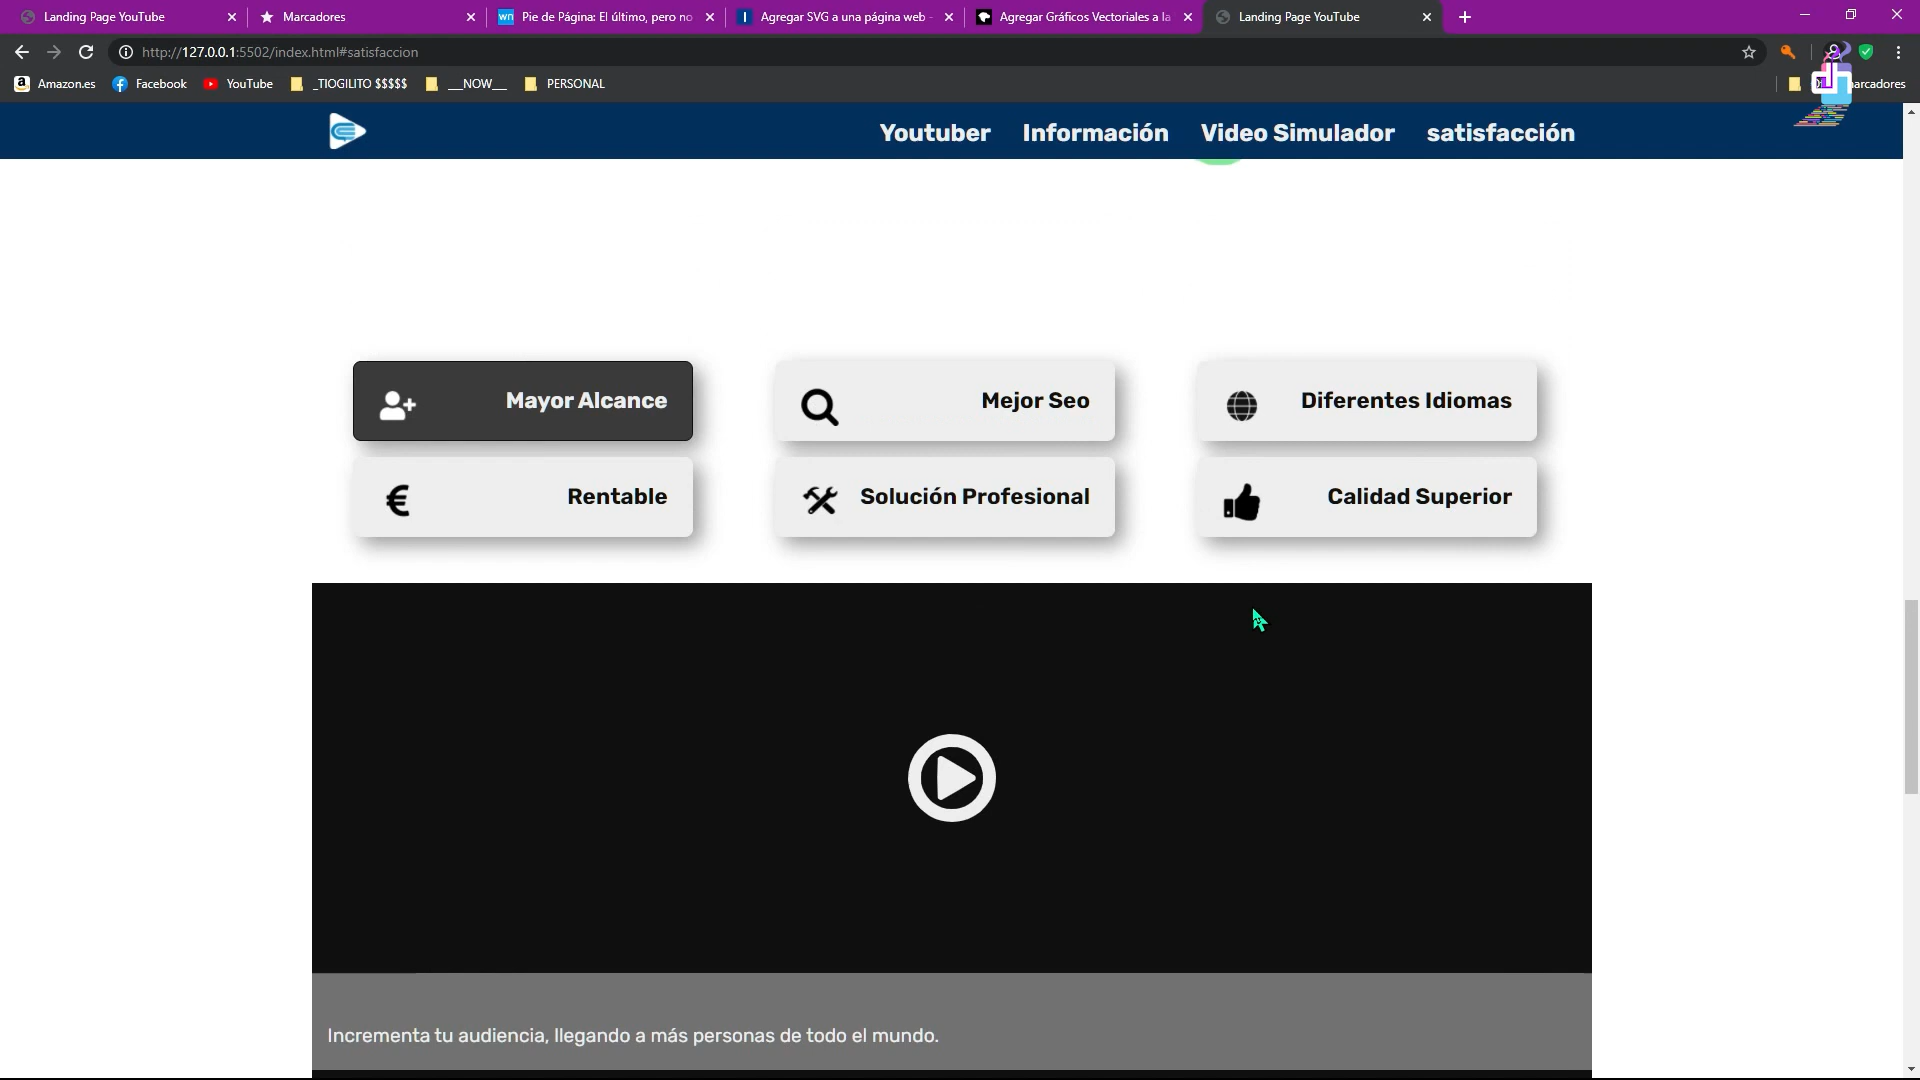 Landing Page YouTube
Marcadores
Pie de Página: El último, pero no
Agregar SVG a una página web -
Agregar Gráficos Vectoriales a la
Landing Page YouTube
http://127.0.0.1:5502/index.html#satisfaccion
Amazon.es
Facebook
YouTube
_TIOGILITO $$$$$
___NOW___
PERSONAL
marcadores
Youtuber
Información
Video Simulador
satisfacción
Mayor Alcance
Mejor Seo
Diferentes Idiomas
Rentable
Solución Profesional
Calidad Superior
Incrementa tu audiencia, llegando a más personas de todo el mundo.